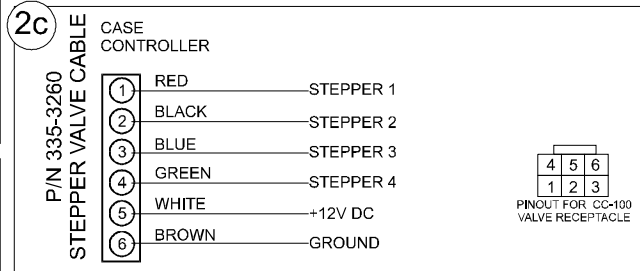 2c
P/N 335-3260
STEPPER VALVE CABLE
CASE
CONTROLLER
1 RED STEPPER 1
2 BLACK STEPPER 2
3 BLUE STEPPER 3
4 GREEN STEPPER 4
5 WHITE +12V DC
6 BROWN GROUND
4 5 6
1 2 3
PINOUT FOR CC-100
VALVE RECEPTACLE